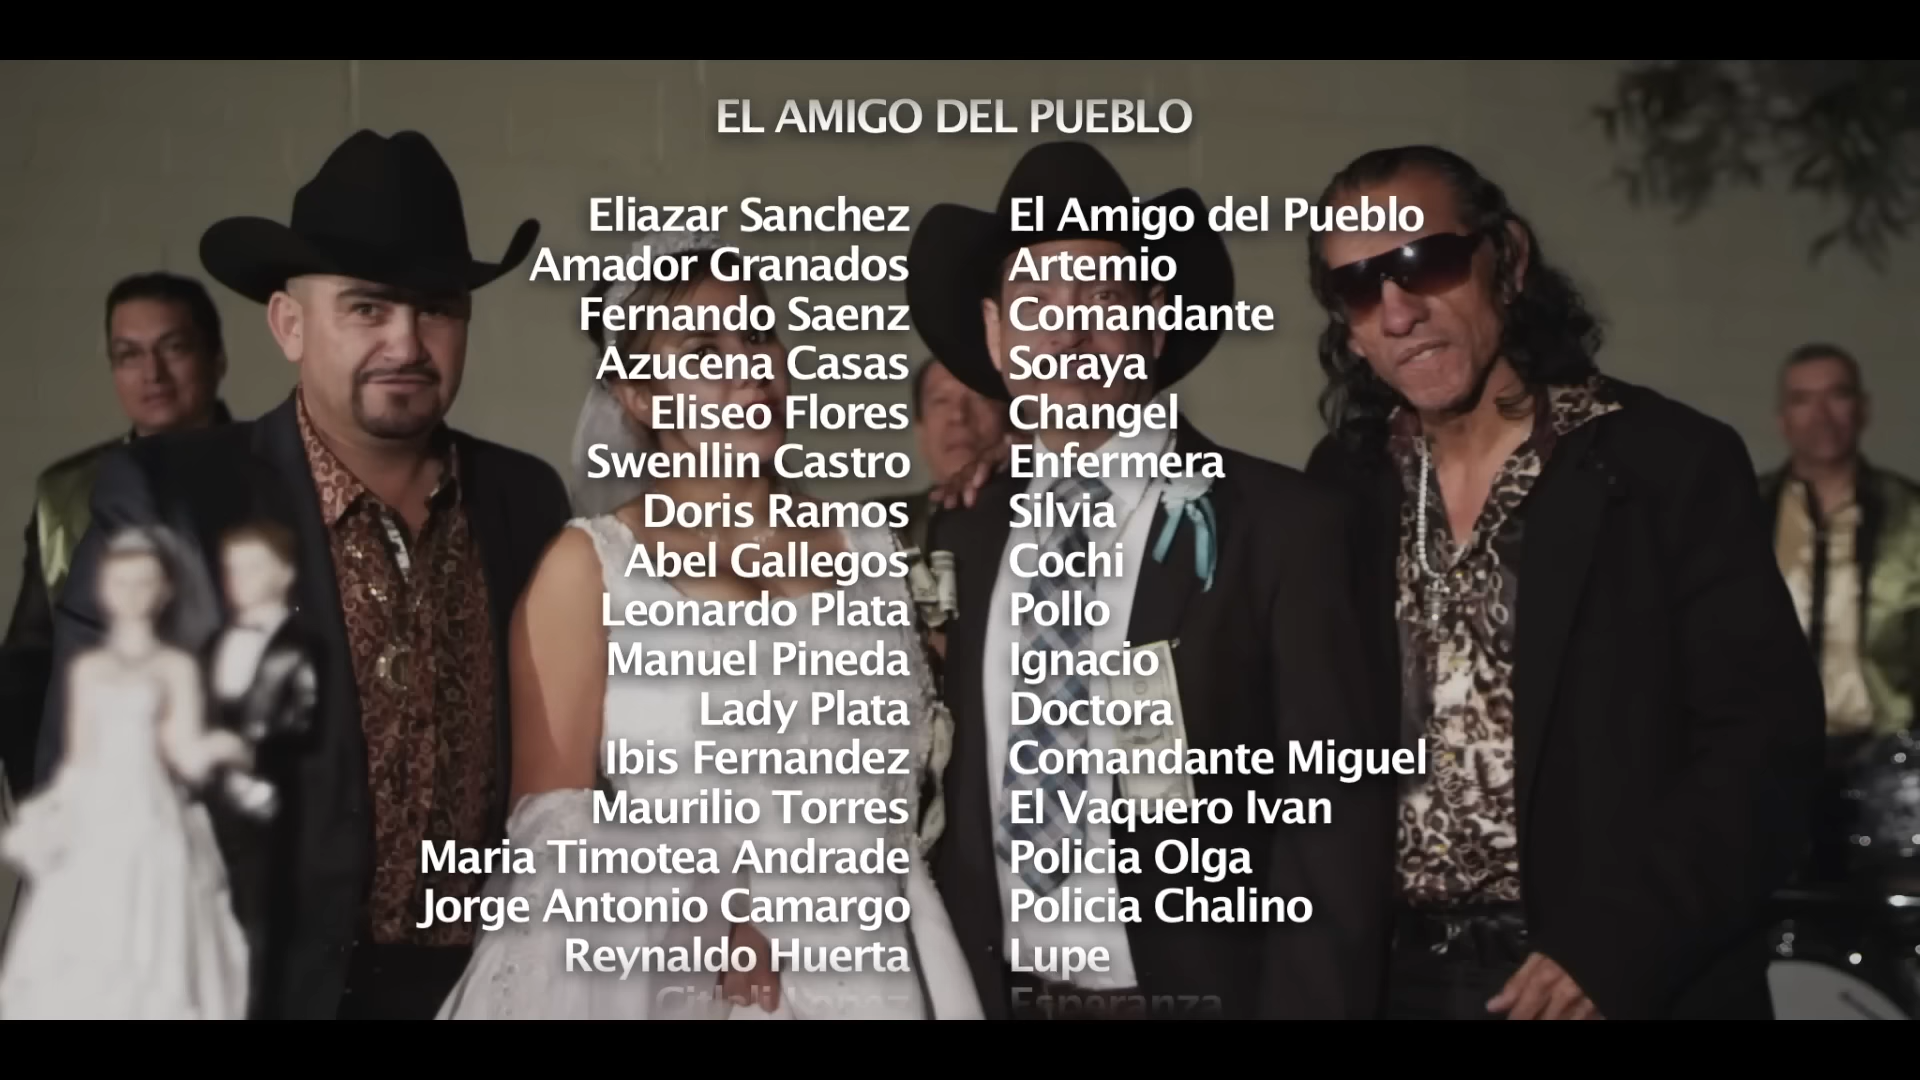 EL AMIGO DEL PUEBLO
Eliazar Sanchez El Amigo del Pueblo
Amador Granados Artemio
Fernando Saenz Comandante
Azucena Casas Soraya
Eliseo Flores Changel
Swenllin Castro Enfermera
Doris Ramos Silvia
Abel Gallegos Cochi
Leonardo Plata Pollo
Manuel Pineda Ignacio
Lady Plata Doctora
Ibis Fernandez Comandante Miguel
Maurilio Torres El Vaquero Ivan
Maria Timotea Andrade Policia Olga
Jorge Antonio Camargo Policia Chalino
Reynaldo Huerta Lupe
Citlali Lopez Esperanza